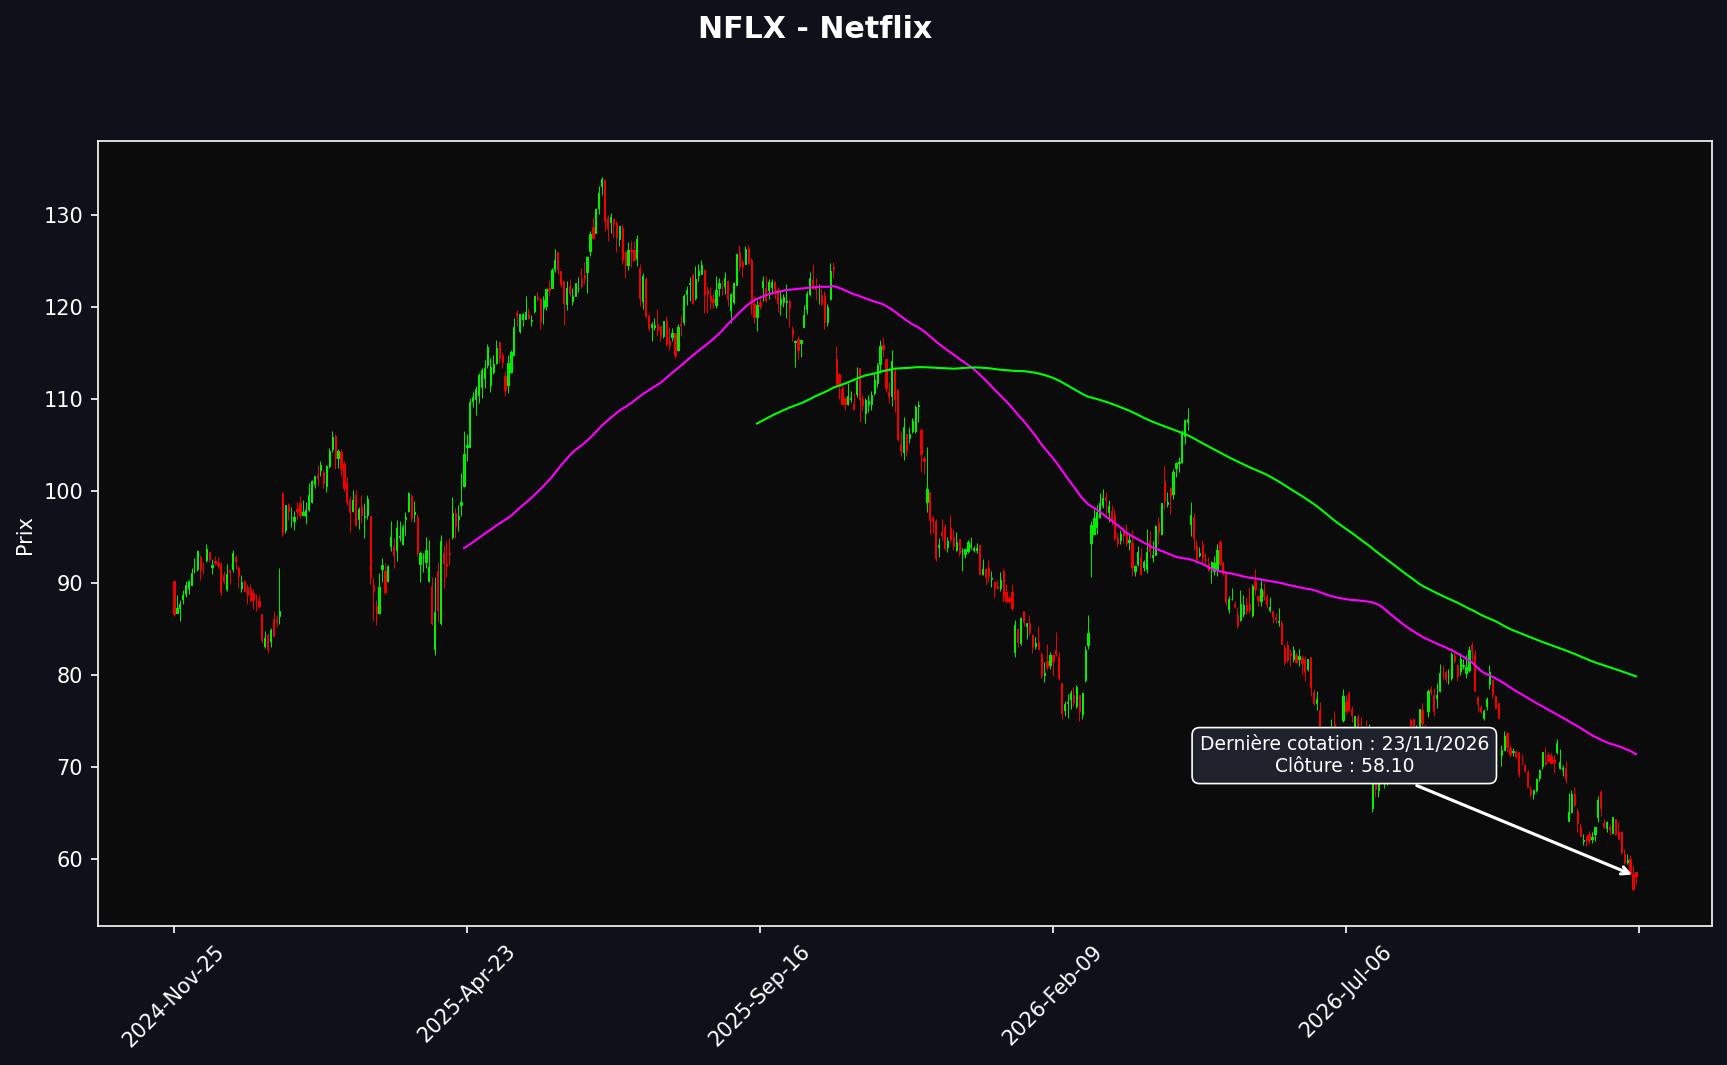 NFLX - Netflix
Prix
130
120
110
100
90
80
70
60
Dernière cotation : 23/11/2026
Clôture : 58.10
2024-Nov-25
2025-Apr-23
2025-Sep-16
2026-Feb-09
2026-Jul-06